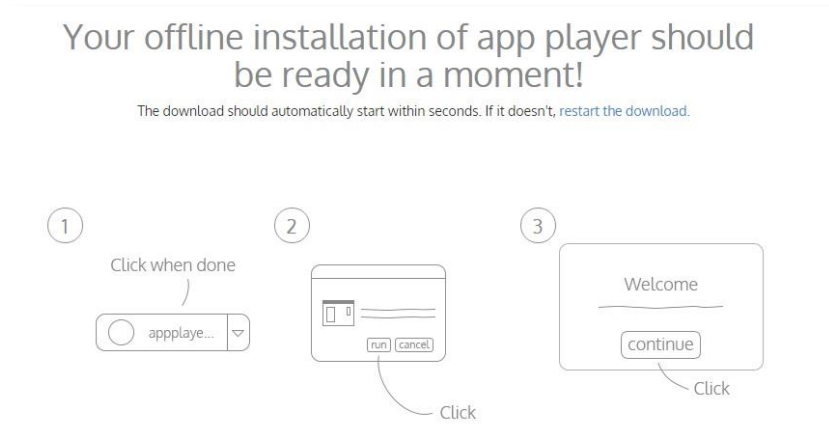 Your offline installation of app player should
be ready in a moment!
The download should automatically start within seconds. If it doesn't, restart the download.
1
2
3
Click when done
appplaye...
run cancel
Click
Welcome
continue
Click